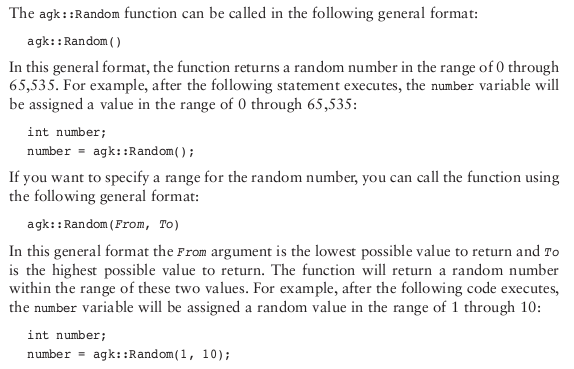 The agk::Random function can be called in the following general format:
agk::Random()
In this general format, the function returns a random number in the range of 0 through
65,535. For example, after the following statement executes, the number variable will
be assigned a value in the range of 0 through 65,535:
int number;
number = agk::Random();
If you want to specify a range for the random number, you can call the function using
the following general format:
agk::Random(From, To)
In this general format the From argument is the lowest possible value to return and To
is the highest possible value to return. The function will return a random number
within the range of these two values. For example, after the following code executes,
the number variable will be assigned a random value in the range of 1 through 10:
int number;
number = agk::Random(1, 10);